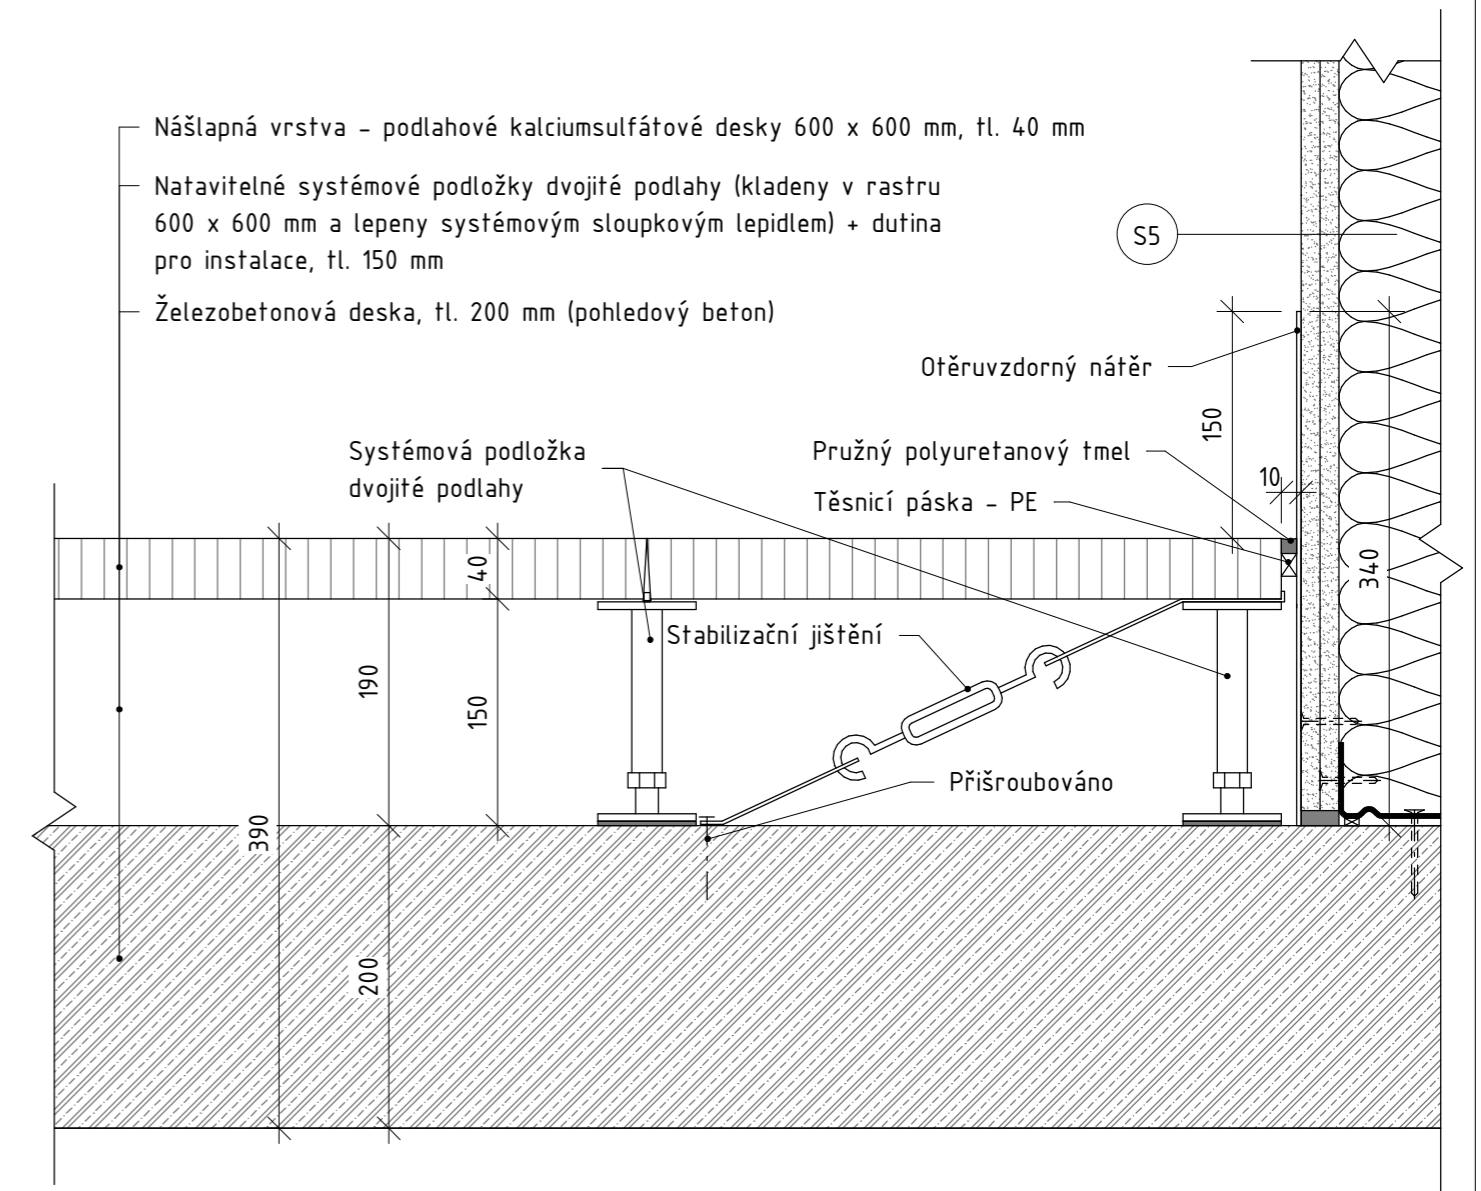 Nášlapná vrstva – podlahové kalciumsulfátové desky 600 x 600 mm, tl. 40 mm
Natavitelné systémové podložky dvojité podlahy (kladeny v rastru
600 x 600 mm a lepeny systémovým sloupkovým lepidlem) + dutina
pro instalace, tl. 150 mm
Železobetonová deska, tl. 200 mm (pohledový beton)
S5
Otěruvzdorný nátěr
150
Systémová podložka
dvojité podlahy
Pružný polyuretanový tmel
10
Těsnicí páska – PE
40
340
Stabilizační jištění
190
150
Přišroubováno
390
200